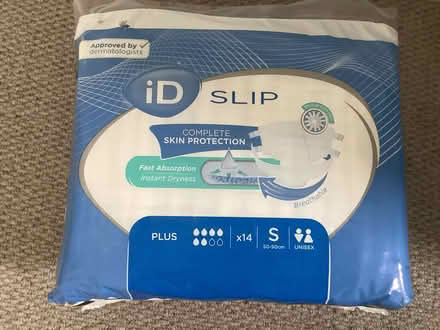 Approved by
dermatologists
iD SLIP
COMPLETE
SKIN PROTECTION
Fast Absorption
Instant Dryness
Breathable
PLUS x14 S UNISEX